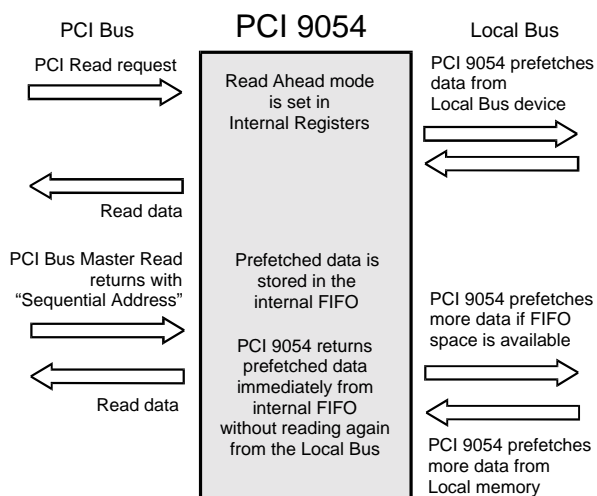 PCI Bus
PCI 9054
Local Bus
PCI Read request
Read Ahead mode
is set in
Internal Registers
PCI 9054 prefetches
data from
Local Bus device
Read data
PCI Bus Master Read
returns with
“Sequential Address”
Prefetched data is
stored in the
internal FIFO
PCI 9054 prefetches
more data if FIFO
space is available
PCI 9054 returns
prefetched data
immediately from
internal FIFO
without reading again
from the Local Bus
Read data
PCI 9054 prefetches
more data from
Local memory